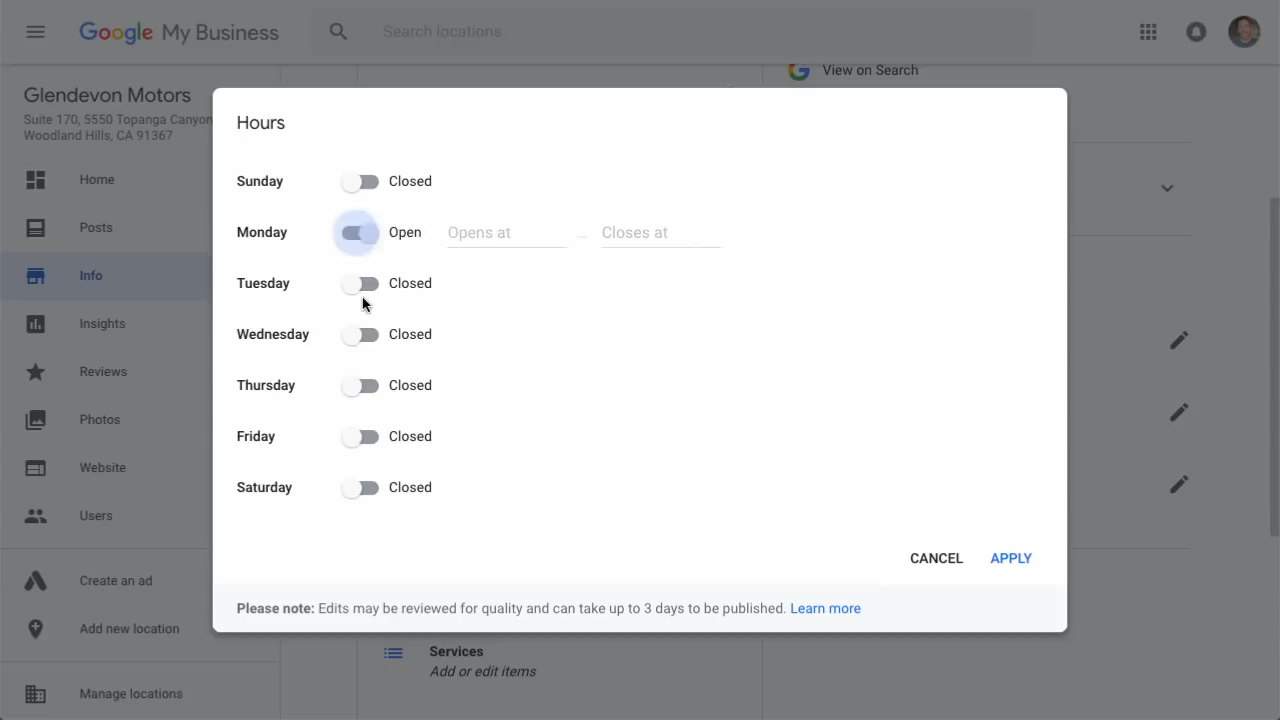 Google My Business
Search locations
View on Search
Glendevon Motors
Suite 170, 5550 Topanga Canyon
Woodland Hills, CA 91367
Home
Posts
Info
Insights
Reviews
Photos
Website
Users
Create an ad
Add new location
Manage locations
Hours
Sunday Closed
Monday Open Opens at – Closes at
Tuesday Closed
Wednesday Closed
Thursday Closed
Friday Closed
Saturday Closed
CANCEL APPLY
Please note: Edits may be reviewed for quality and can take up to 3 days to be published. Learn more
Services
Add or edit items